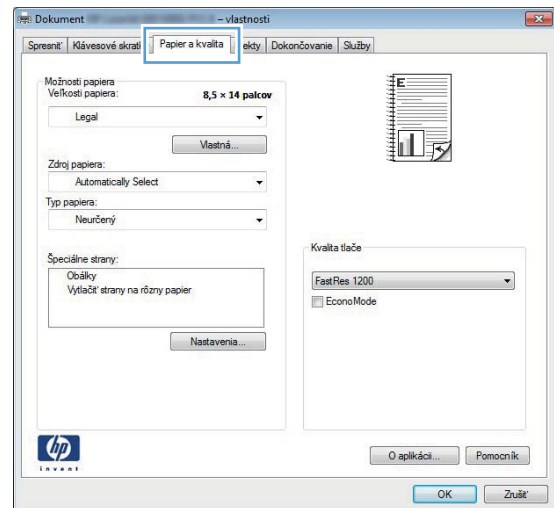 Dokument – vlastnosti
Spresniť Klávesové skrat Papier a kvalita ekty Dokončovanie Služby
Možnosti papiera
Veľkosti papiera: 8,5 × 14 palcov
Legal
Vlastná...
Zdroj papiera:
Automatically Select
Typ papiera:
Neurčený
Špeciálne strany:
Obálky
Vytlačiť strany na rôzny papier
Nastavenia...
E
Kvalita tlače
FastRes 1200
EconoMode
hp
invent
O aplikácii... Pomocník
OK Zrušiť